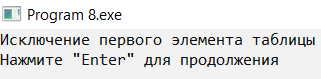 Program 8.exe
Исключение первого элемента таблицы
Нажмите "Enter" для продолжения